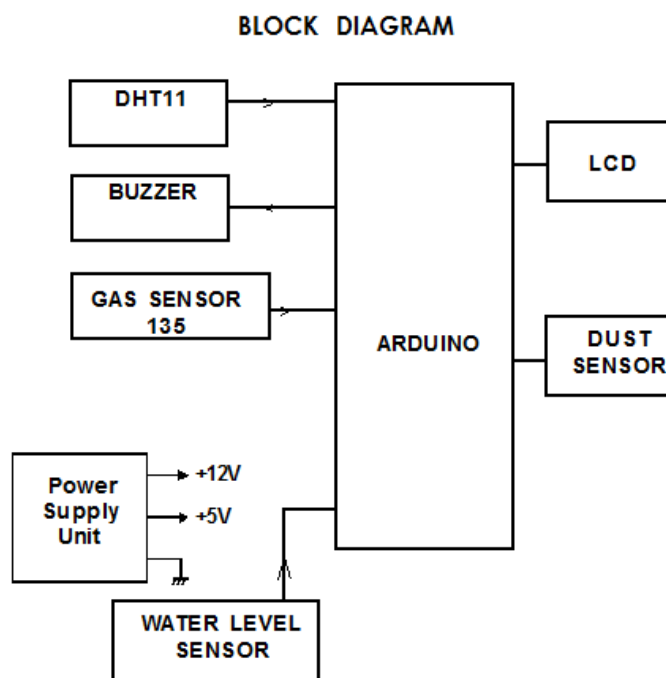 BLOCK DIAGRAM
DHT11
BUZZER
GAS SENSOR
135
ARDUINO
LCD
DUST
SENSOR
Power
Supply
Unit
+12V
+5V
WATER LEVEL
SENSOR